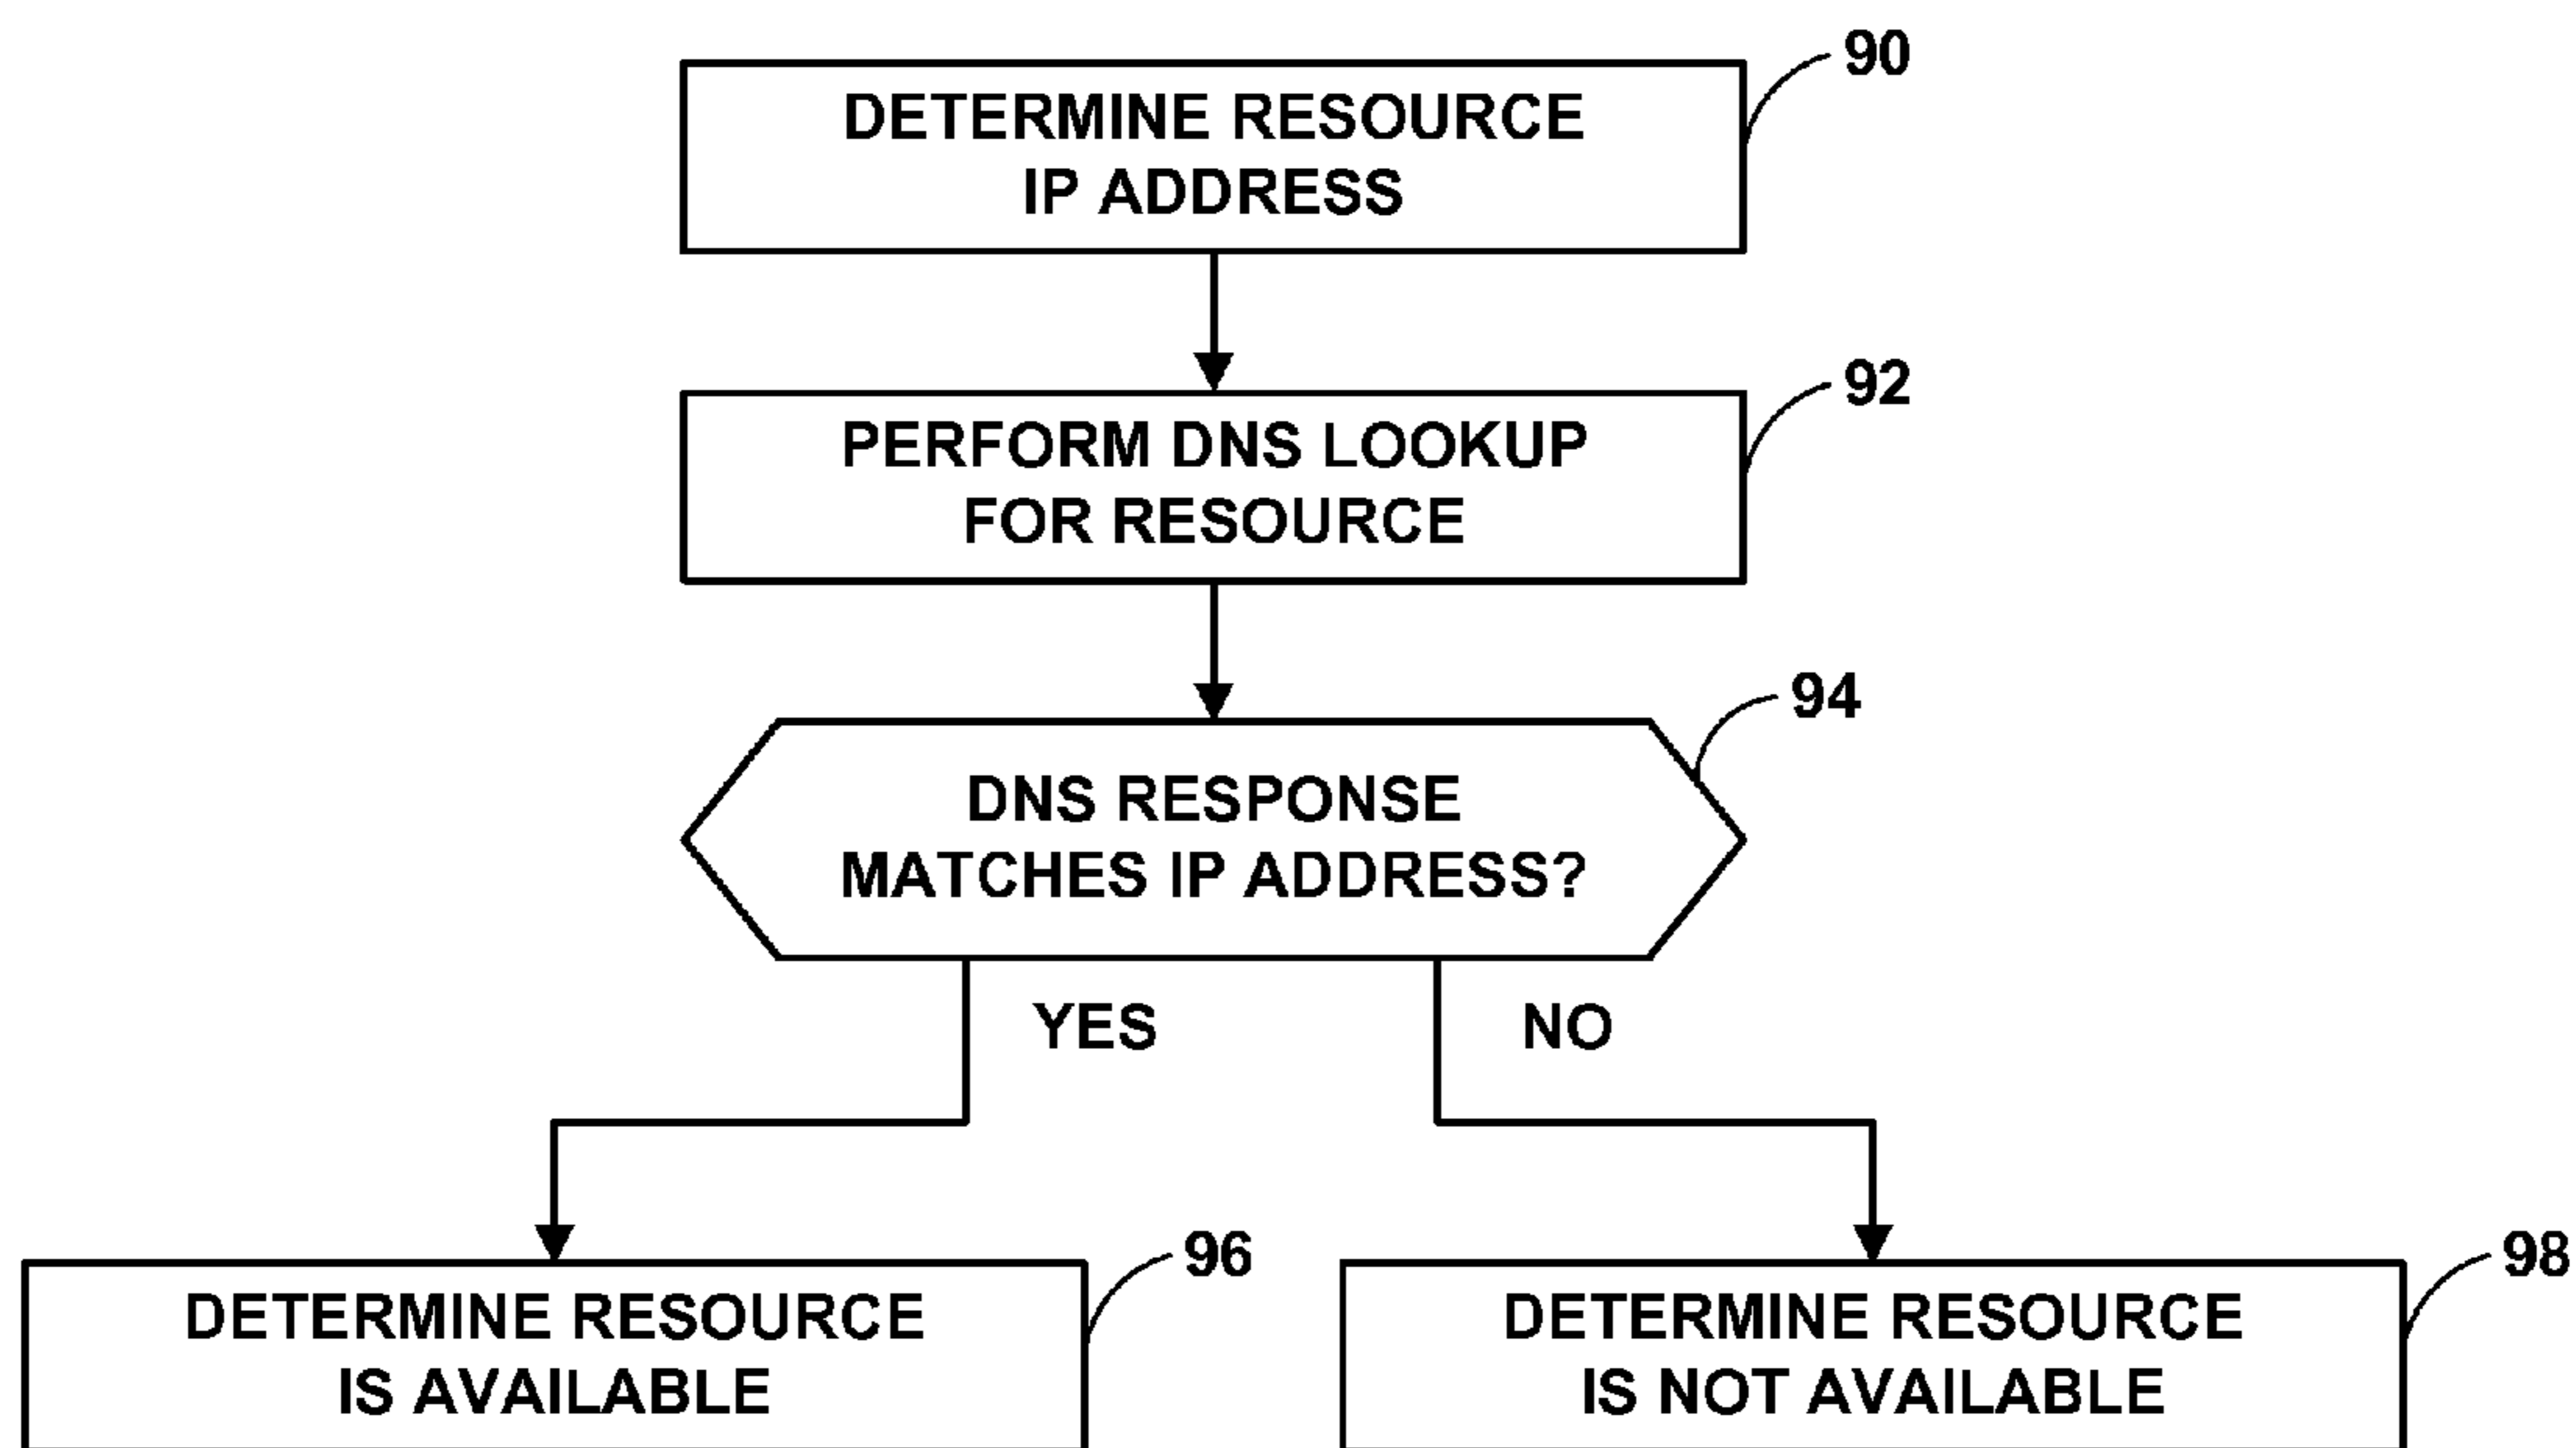 90
DETERMINE RESOURCE
IP ADDRESS
92
PERFORM DNS LOOKUP
FOR RESOURCE
94
DNS RESPONSE
MATCHES IP ADDRESS?
YES
NO
96
DETERMINE RESOURCE
IS AVAILABLE
98
DETERMINE RESOURCE
IS NOT AVAILABLE